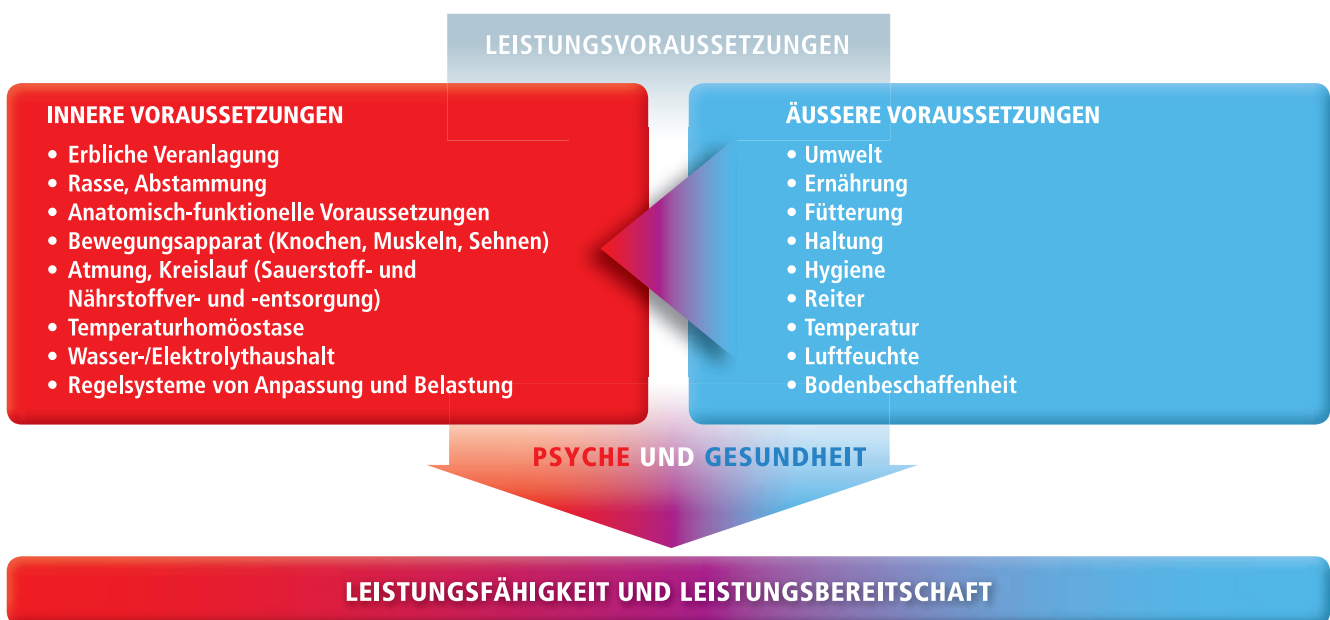 LEISTUNGSVORAUSSETZUNGEN
INNERE VORAUSSETZUNGEN
• Erbliche Veranlagung
• Rasse, Abstammung
• Anatomisch-funktionelle Voraussetzungen
• Bewegungsapparat (Knochen, Muskeln, Sehnen)
• Atmung, Kreislauf (Sauerstoff- und
Nährstoffver- und -entsorgung)
• Temperaturhomöostase
• Wasser-/Elektrolythaushalt
• Regelsysteme von Anpassung und Belastung
ÄUSSERE VORAUSSETZUNGEN
• Umwelt
• Ernährung
• Fütterung
• Haltung
• Hygiene
• Reiter
• Temperatur
• Luftfeuchte
• Bodenbeschaffenheit
PSYCHE UND GESUNDHEIT
LEISTUNGSFÄHIGKEIT UND LEISTUNGSBEREITSCHAFT